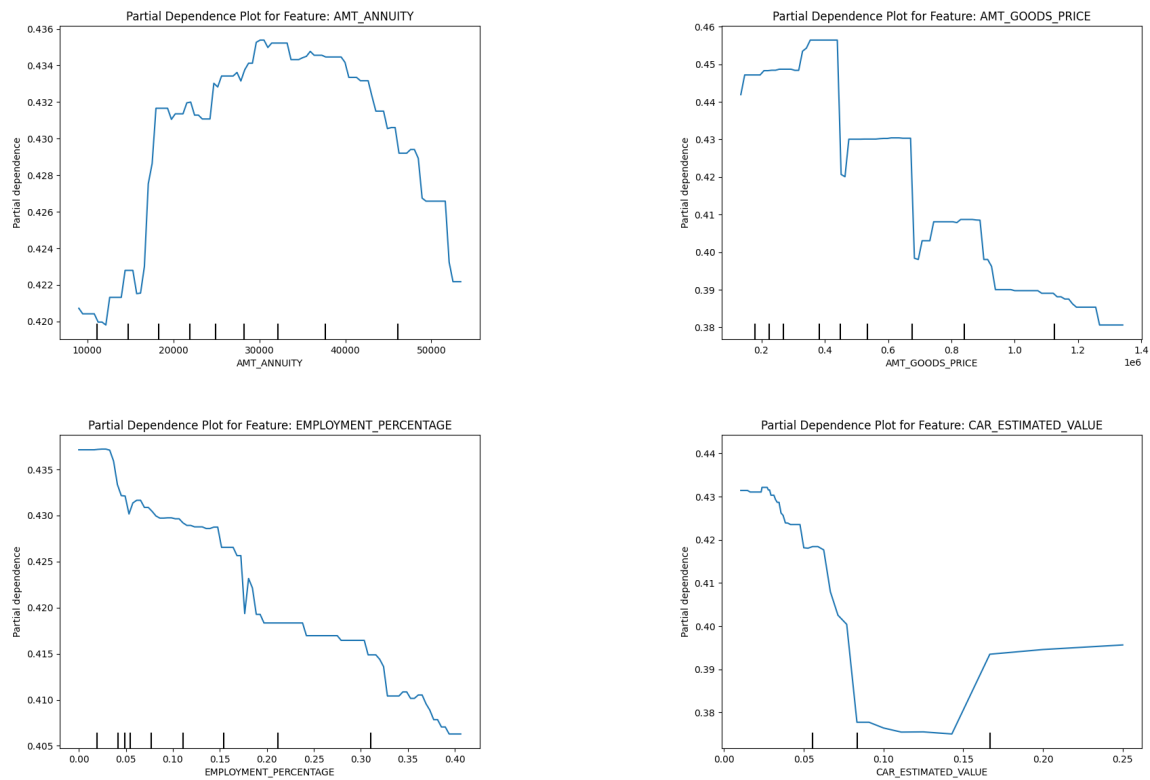 Partial Dependence Plot for Feature: AMT_ANNUITY
0.436
0.434
0.432
0.430
0.428
0.426
0.424
0.422
0.420
Partial dependence
10000 20000 30000 40000 50000
AMT_ANNUITY
Partial Dependence Plot for Feature: AMT_GOODS_PRICE
0.46
0.45
0.44
0.43
0.42
0.41
0.40
0.39
0.38
Partial dependence
0.2 0.4 0.6 0.8 1.0 1.2 1.4
1e6
AMT_GOODS_PRICE
Partial Dependence Plot for Feature: EMPLOYMENT_PERCENTAGE
0.435
0.430
0.425
0.420
0.415
0.410
0.405
Partial dependence
0.00 0.05 0.10 0.15 0.20 0.25 0.30 0.35 0.40
EMPLOYMENT_PERCENTAGE
Partial Dependence Plot for Feature: CAR_ESTIMATED_VALUE
0.44
0.43
0.42
0.41
0.40
0.39
0.38
Partial dependence
0.00 0.05 0.10 0.15 0.20 0.25
CAR_ESTIMATED_VALUE